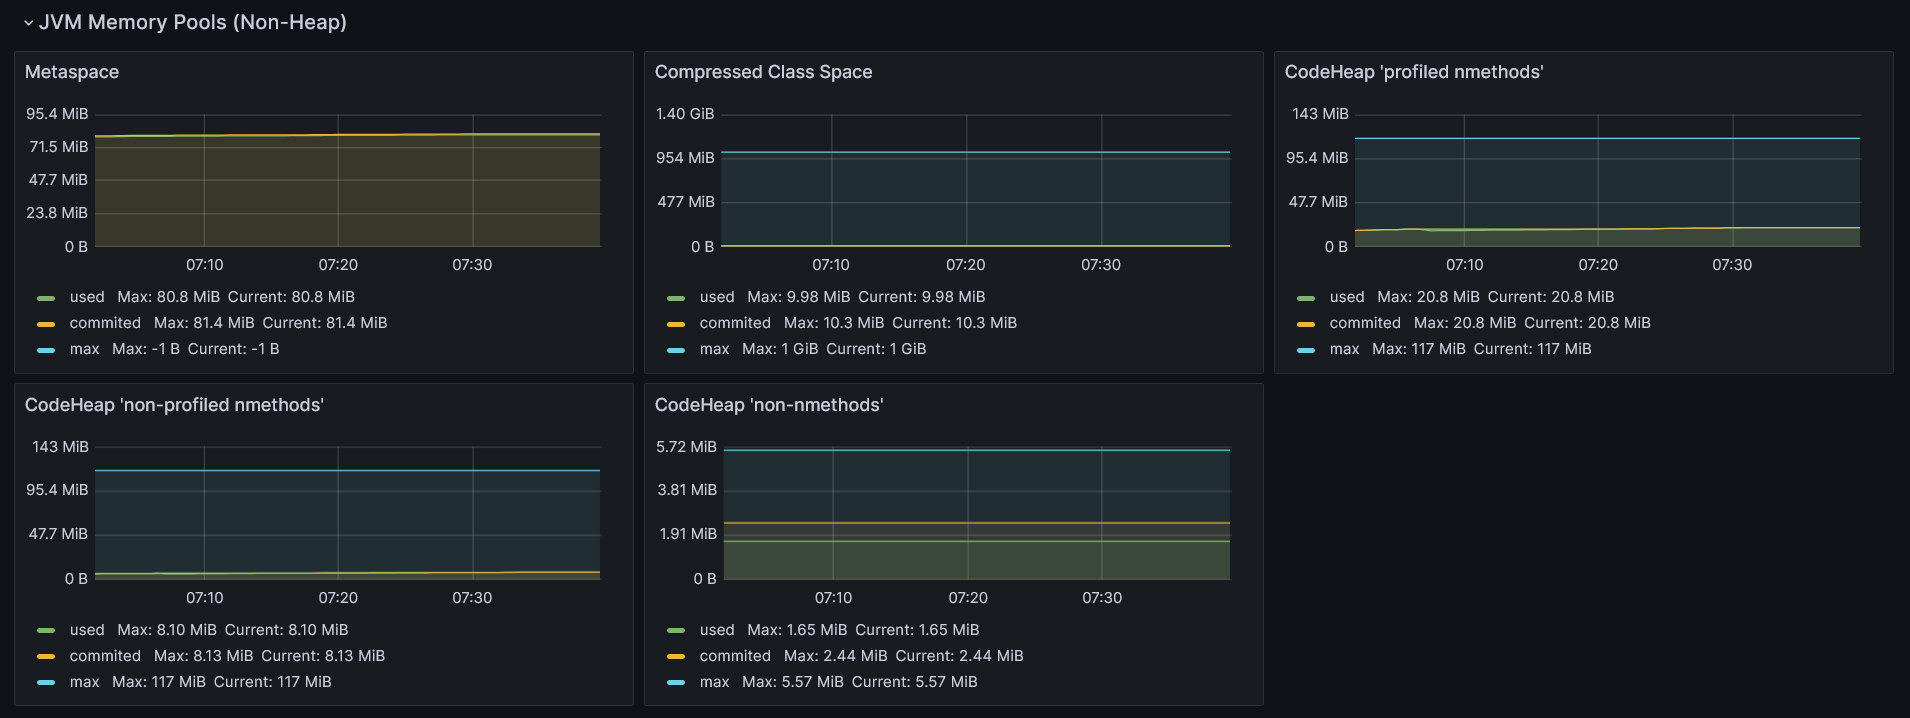 JVM Memory Pools (Non-Heap)
Metaspace
95.4 MiB
71.5 MiB
47.7 MiB
23.8 MiB
0 B
07:10 07:20 07:30
used Max: 80.8 MiB Current: 80.8 MiB
commited Max: 81.4 MiB Current: 81.4 MiB
max Max: -1 B Current: -1 B
Compressed Class Space
1.40 GiB
954 MiB
477 MiB
0 B
07:10 07:20 07:30
used Max: 9.98 MiB Current: 9.98 MiB
commited Max: 10.3 MiB Current: 10.3 MiB
max Max: 1 GiB Current: 1 GiB
CodeHeap 'profiled nmethods'
143 MiB
95.4 MiB
47.7 MiB
0 B
07:10 07:20 07:30
used Max: 20.8 MiB Current: 20.8 MiB
commited Max: 20.8 MiB Current: 20.8 MiB
max Max: 117 MiB Current: 117 MiB
CodeHeap 'non-profiled nmethods'
143 MiB
95.4 MiB
47.7 MiB
0 B
07:10 07:20 07:30
used Max: 8.10 MiB Current: 8.10 MiB
commited Max: 8.13 MiB Current: 8.13 MiB
max Max: 117 MiB Current: 117 MiB
CodeHeap 'non-nmethods'
5.72 MiB
3.81 MiB
1.91 MiB
0 B
07:10 07:20 07:30
used Max: 1.65 MiB Current: 1.65 MiB
commited Max: 2.44 MiB Current: 2.44 MiB
max Max: 5.57 MiB Current: 5.57 MiB